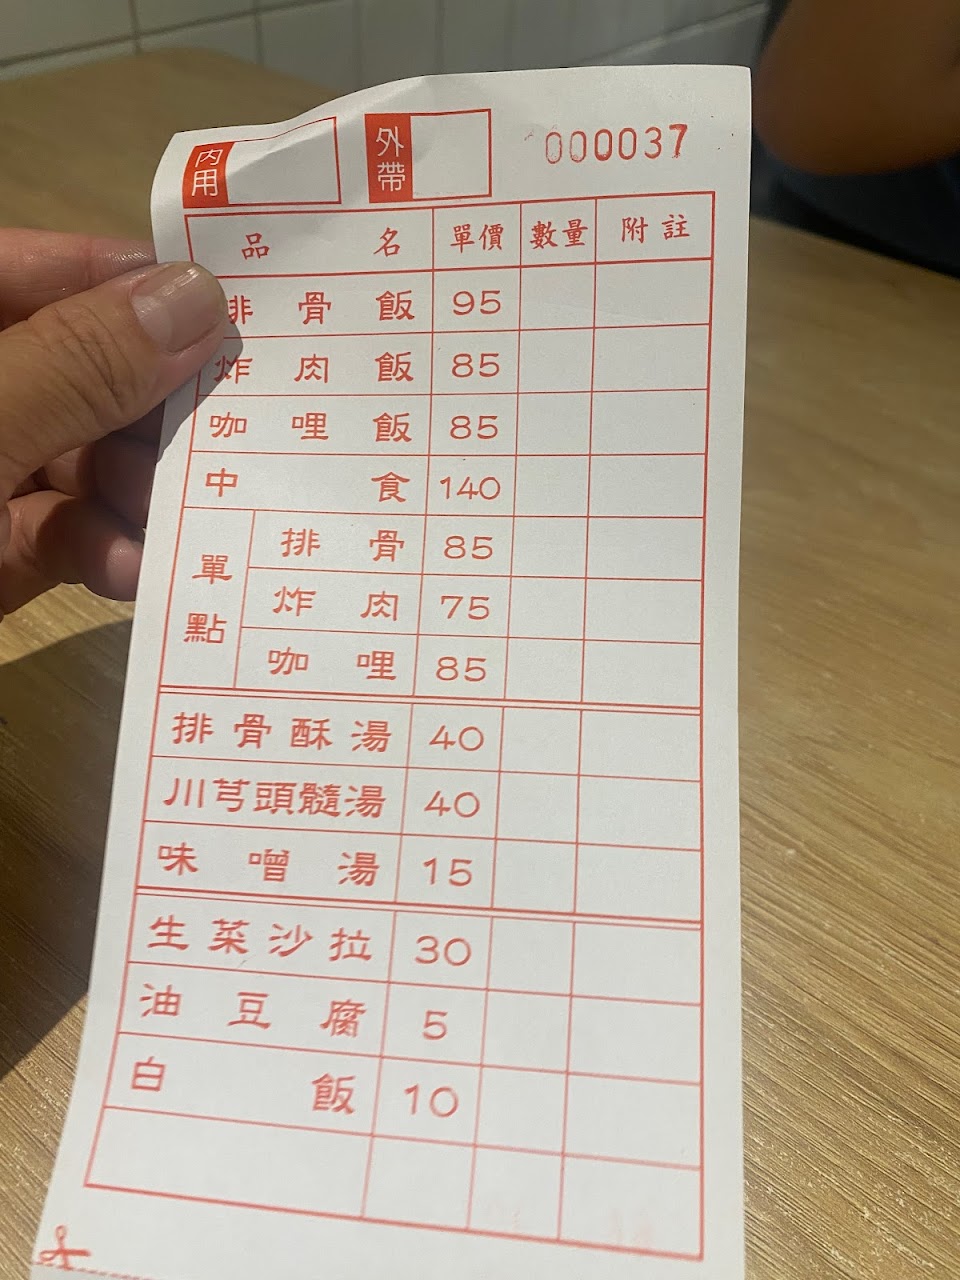 內用 外帶 000037
品名 單價 數量 附註
排骨飯 95
炸肉飯 85
咖哩飯 85
中食 140
單點
排骨 85
炸肉 75
咖哩 85
排骨酥湯 40
川芎頭髓湯 40
味噌湯 15
生菜沙拉 30
油豆腐 5
白飯 10